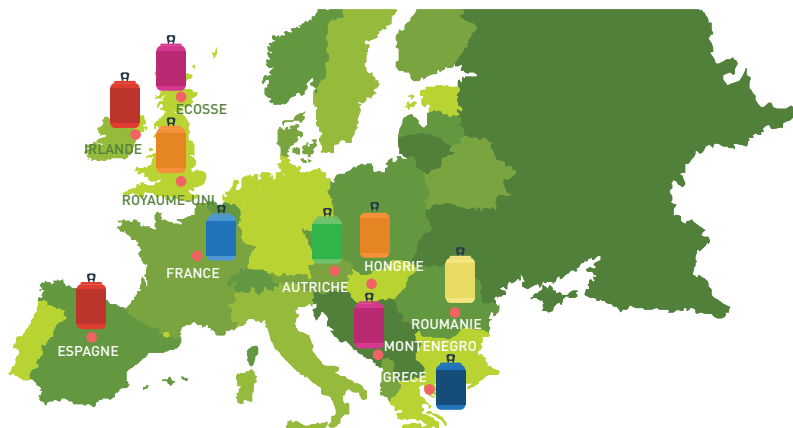 ECOSSE
IRLANDE
ROYAUME-UNI
FRANCE
HONGRIE
AUTRICHE
ROUMANIE
MONTENEGRO
ESPAGNE
GRECE